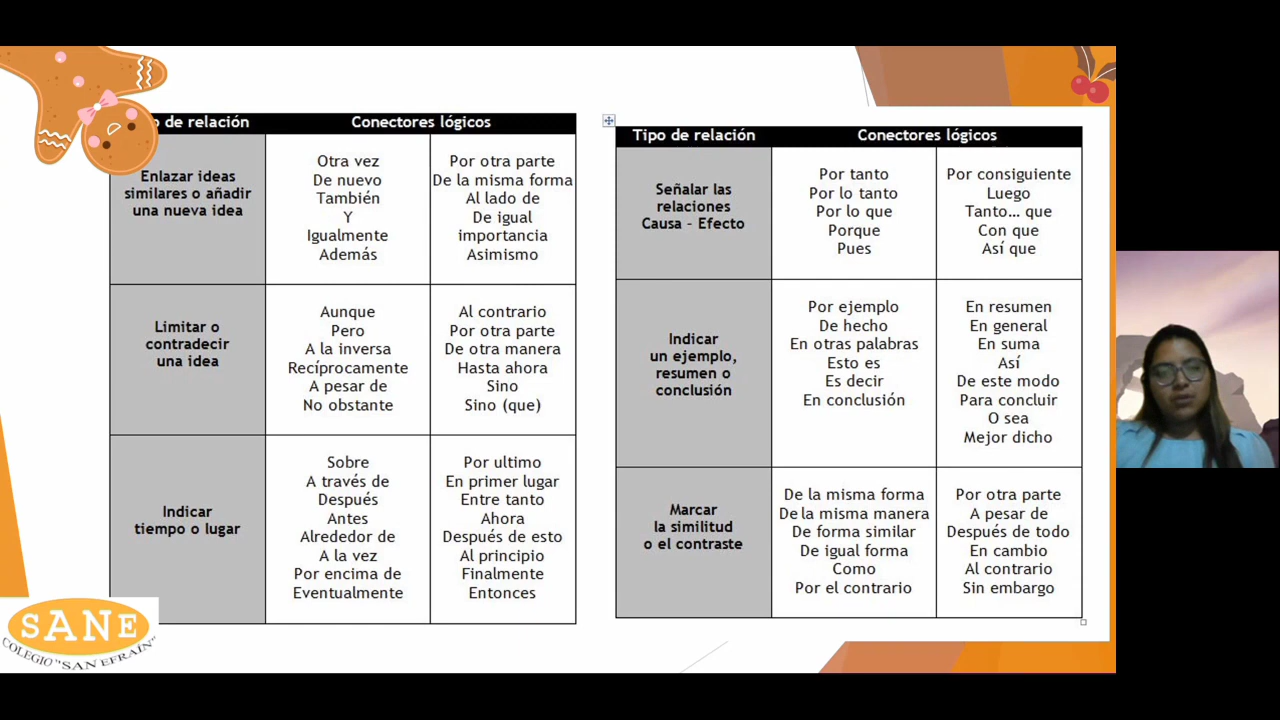 o de relación
Conectores lógicos
Enlazar ideas
similares o añadir
una nueva idea
Otra vez
De nuevo
También
Y
Igualmente
Además
Por otra parte
De la misma forma
Al lado de
De igual
importancia
Asimismo
Limitar o
contradecir
una idea
Aunque
Pero
A la inversa
Recíprocamente
A pesar de
No obstante
Al contrario
Por otra parte
De otra manera
Hasta ahora
Sino
Sino (que)
Indicar
tiempo o lugar
Sobre
A través de
Después
Antes
Alrededor de
A la vez
Por encima de
Eventualmente
Por ultimo
En primer lugar
Entre tanto
Ahora
Después de esto
Al principio
Finalmente
Entonces
Tipo de relación
Conectores lógicos
Señalar las
relaciones
Causa – Efecto
Por tanto
Por lo tanto
Por lo que
Porque
Pues
Por consiguiente
Luego
Tanto… que
Con que
Así que
Indicar
un ejemplo,
resumen o
conclusión
Por ejemplo
De hecho
En otras palabras
Esto es
Es decir
En conclusión
En resumen
En general
En suma
Así
De este modo
Para concluir
O sea
Mejor dicho
Marcar
la similitud
o el contraste
De la misma forma
De la misma manera
De forma similar
De igual forma
Como
Por el contrario
Por otra parte
A pesar de
Después de todo
En cambio
Al contrario
Sin embargo
SANE
COLEGIO "SAN EFRAÍN"